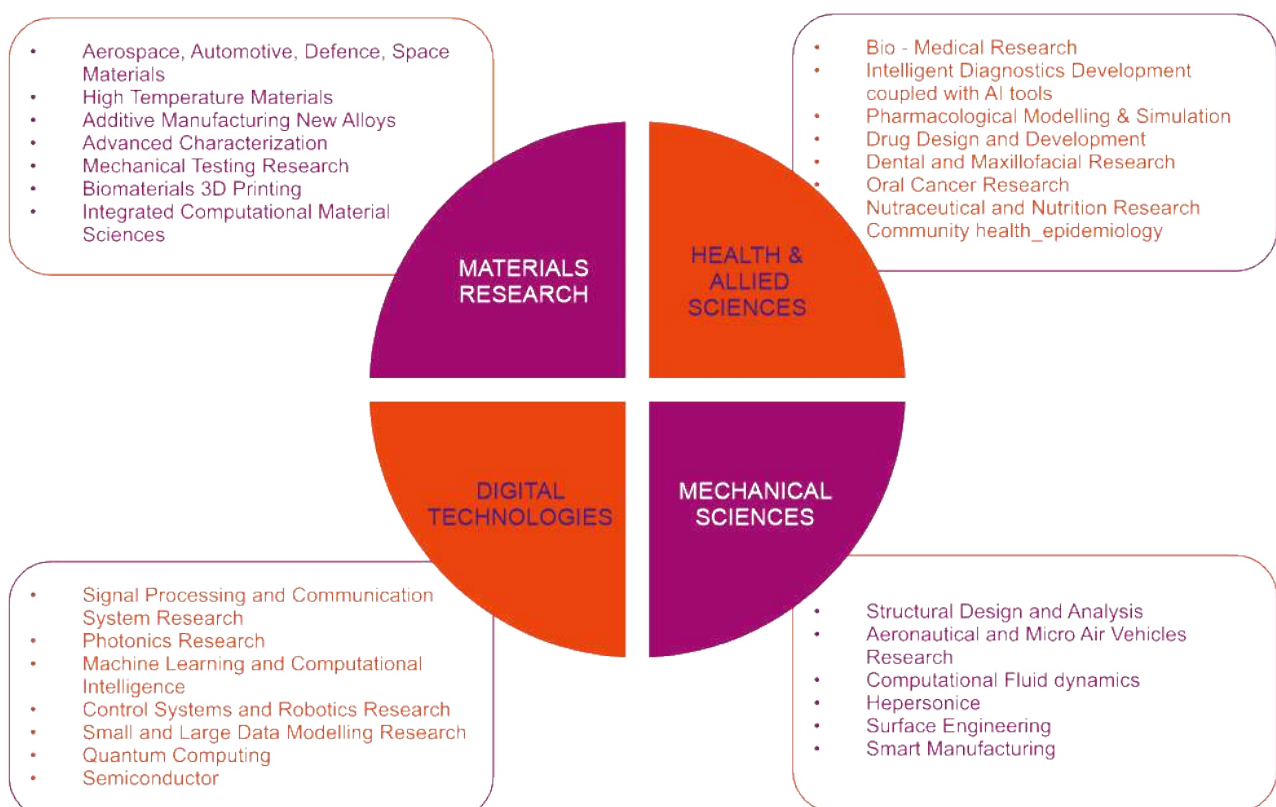 • Aerospace, Automotive, Defence, Space
Materials
• High Temperature Materials
• Additive Manufacturing New Alloys
• Advanced Characterization
• Mechanical Testing Research
• Biomaterials 3D Printing
• Integrated Computational Material
Sciences
• Bio - Medical Research
• Intelligent Diagnostics Development
coupled with AI tools
• Pharmacological Modelling & Simulation
• Drug Design and Development
• Dental and Maxillofacial Research
• Oral Cancer Research
Nutraceutical and Nutrition Research
Community health_epidemiology
MATERIALS
RESEARCH
HEALTH &
ALLIED
SCIENCES
DIGITAL
TECHNOLOGIES
MECHANICAL
SCIENCES
• Signal Processing and Communication
System Research
• Photonics Research
• Machine Learning and Computational
Intelligence
• Control Systems and Robotics Research
• Small and Large Data Modelling Research
• Quantum Computing
• Semiconductor
• Structural Design and Analysis
• Aeronautical and Micro Air Vehicles
Research
• Computational Fluid dynamics
• Hepersonice
• Surface Engineering
• Smart Manufacturing